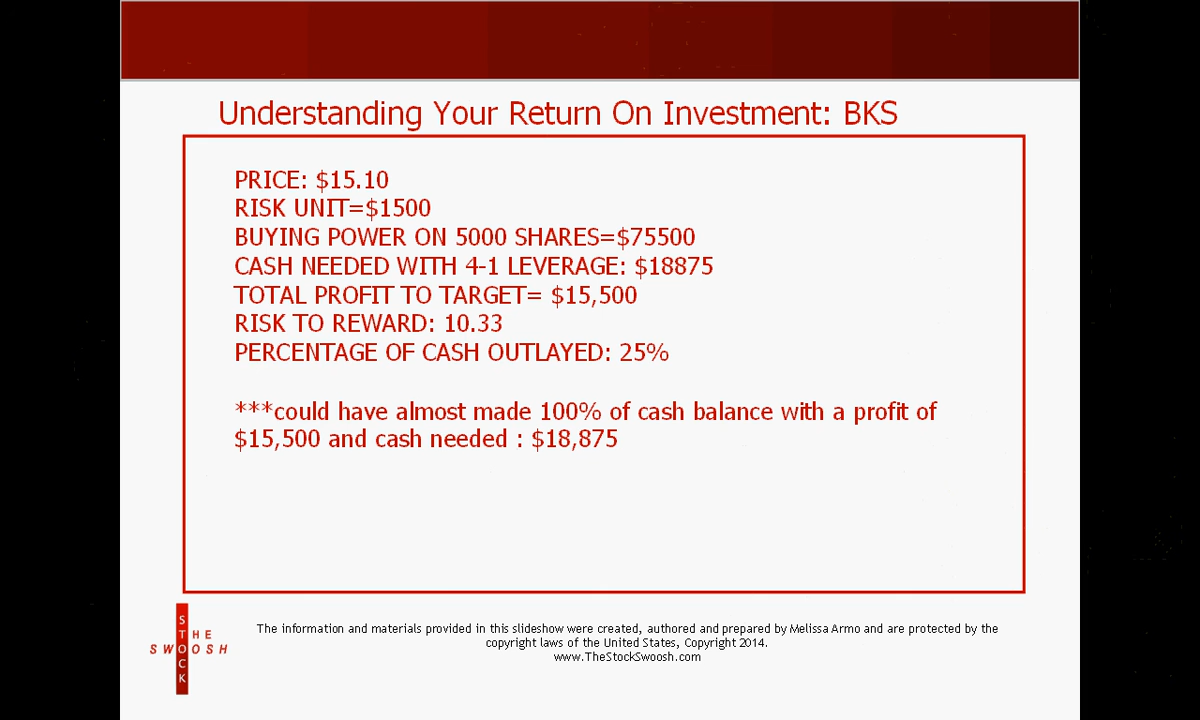 Understanding Your Return On Investment: BKS
PRICE: $15.10
RISK UNIT=$1500
BUYING POWER ON 5000 SHARES=$75500
CASH NEEDED WITH 4-1 LEVERAGE: $18875
TOTAL PROFIT TO TARGET= $15,500
RISK TO REWARD: 10.33
PERCENTAGE OF CASH OUTLAYED: 25%
***could have almost made 100% of cash balance with a profit of
$15,500 and cash needed : $18,875
THE
STOCK
SWOOSH
The information and materials provided in this slideshow were created, authored and prepared by Melissa Armo and are protected by the
copyright laws of the United States, Copyright 2014.
www.TheStockSwoosh.com